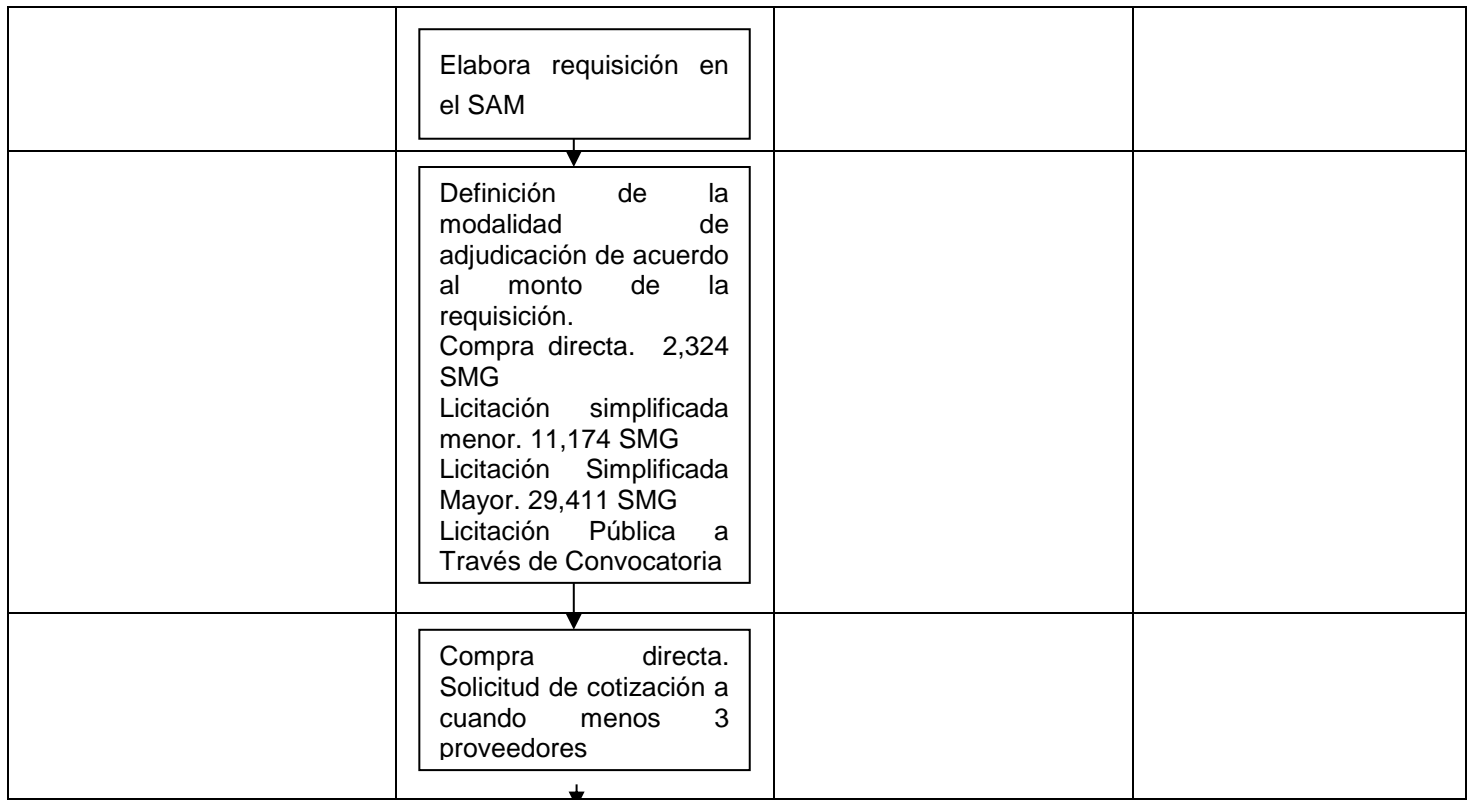 Elabora requisición en
el SAM
Definición de la
modalidad de
adjudicación de acuerdo
al monto de la
requisición.
Compra directa. 2,324
SMG
Licitación simplificada
menor. 11,174 SMG
Licitación Simplificada
Mayor. 29,411 SMG
Licitación Pública a
Través de Convocatoria
Compra directa.
Solicitud de cotización a
cuando menos 3
proveedores